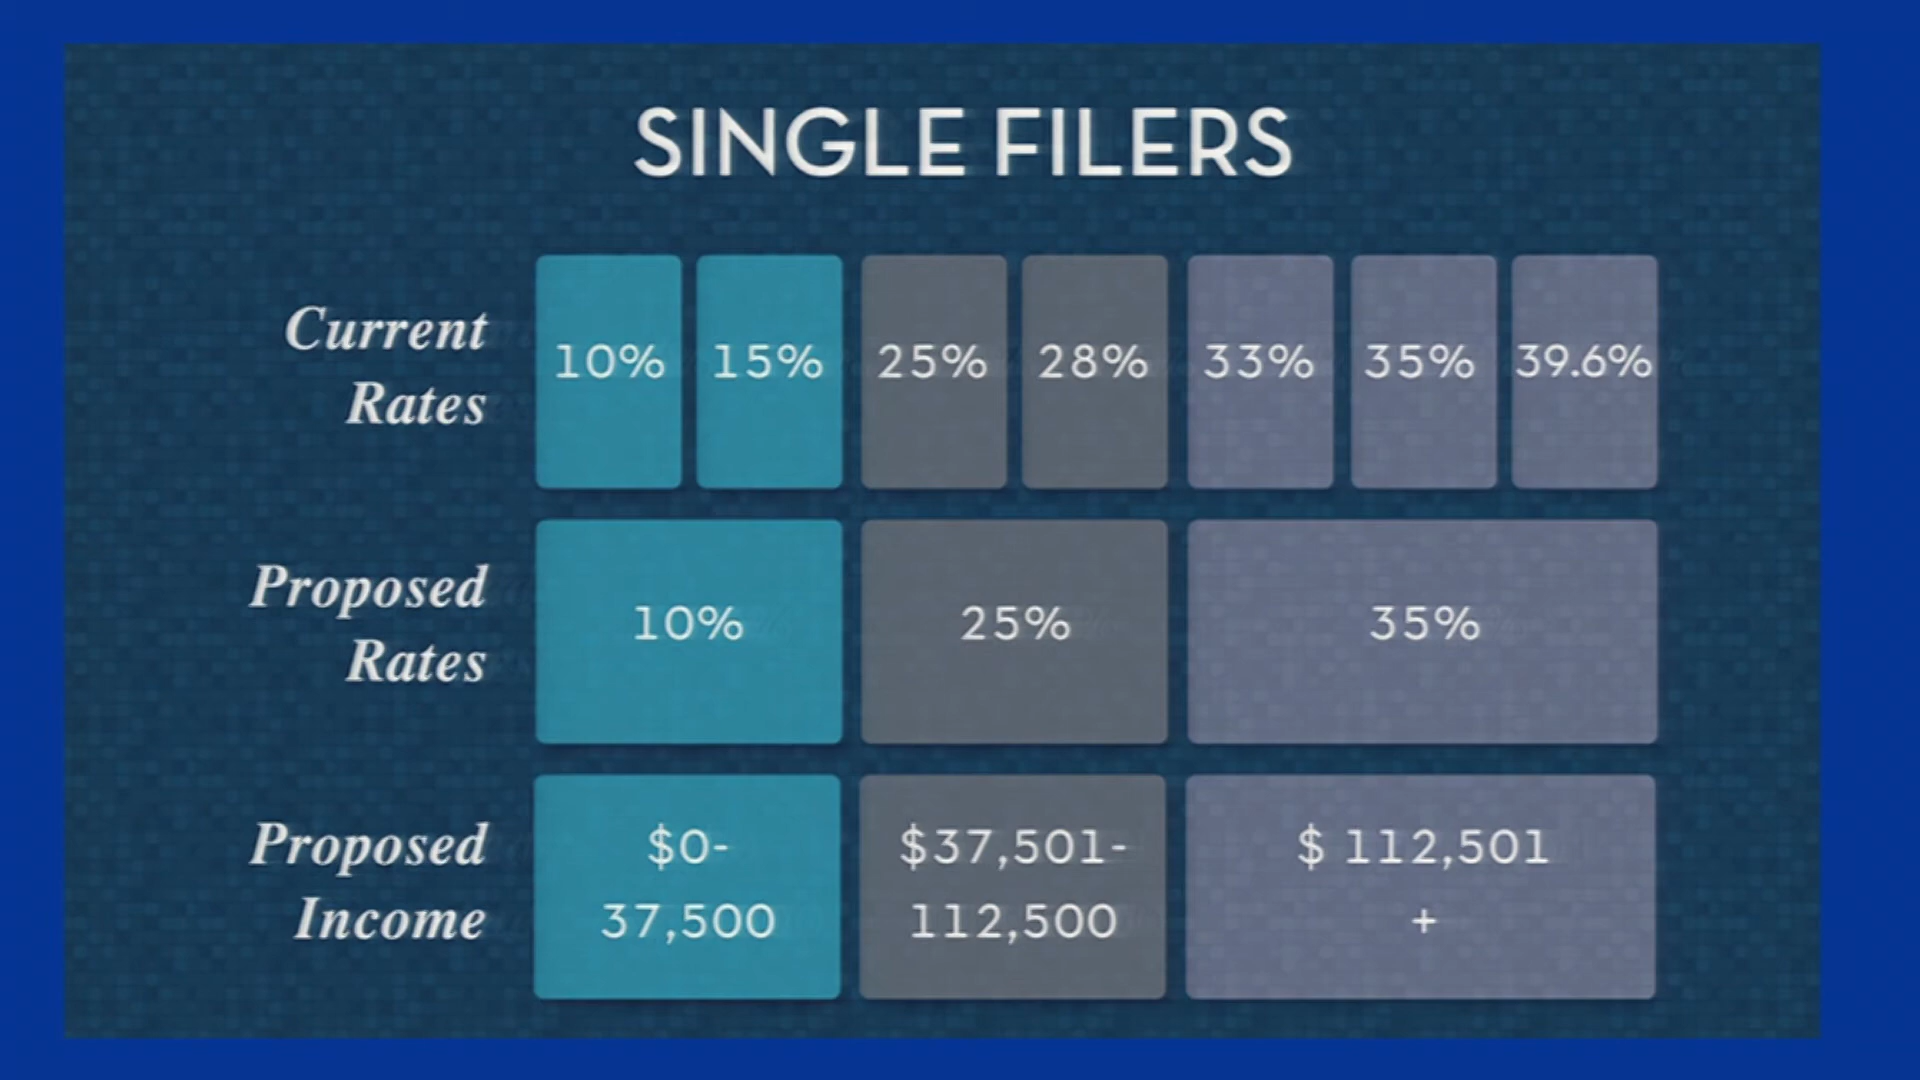 SINGLE FILERS
Current
Rates
10% 15% 25% 28% 33% 35% 39.6%
Proposed
Rates
10% 25% 35%
Proposed
Income
$0-
37,500
$37,501-
112,500
$ 112,501
+